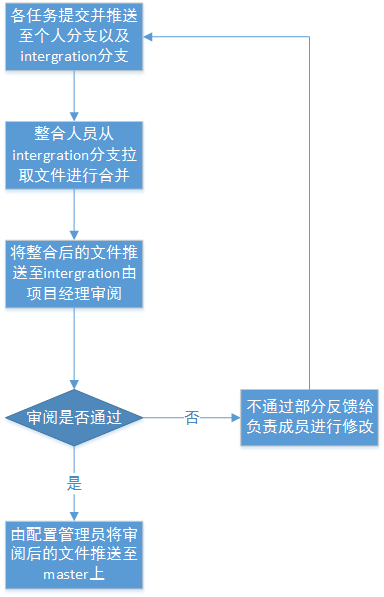 各任务提交并推送
至个人分支以及
intergration分支
整合人员从
intergration分支拉
取文件进行合并
将整合后的文件推
送至intergration由
项目经理审阅
审阅是否通过
否
不通过部分反馈给
负责成员进行修改
是
由配置管理员将审
阅后的文件推送至
master上